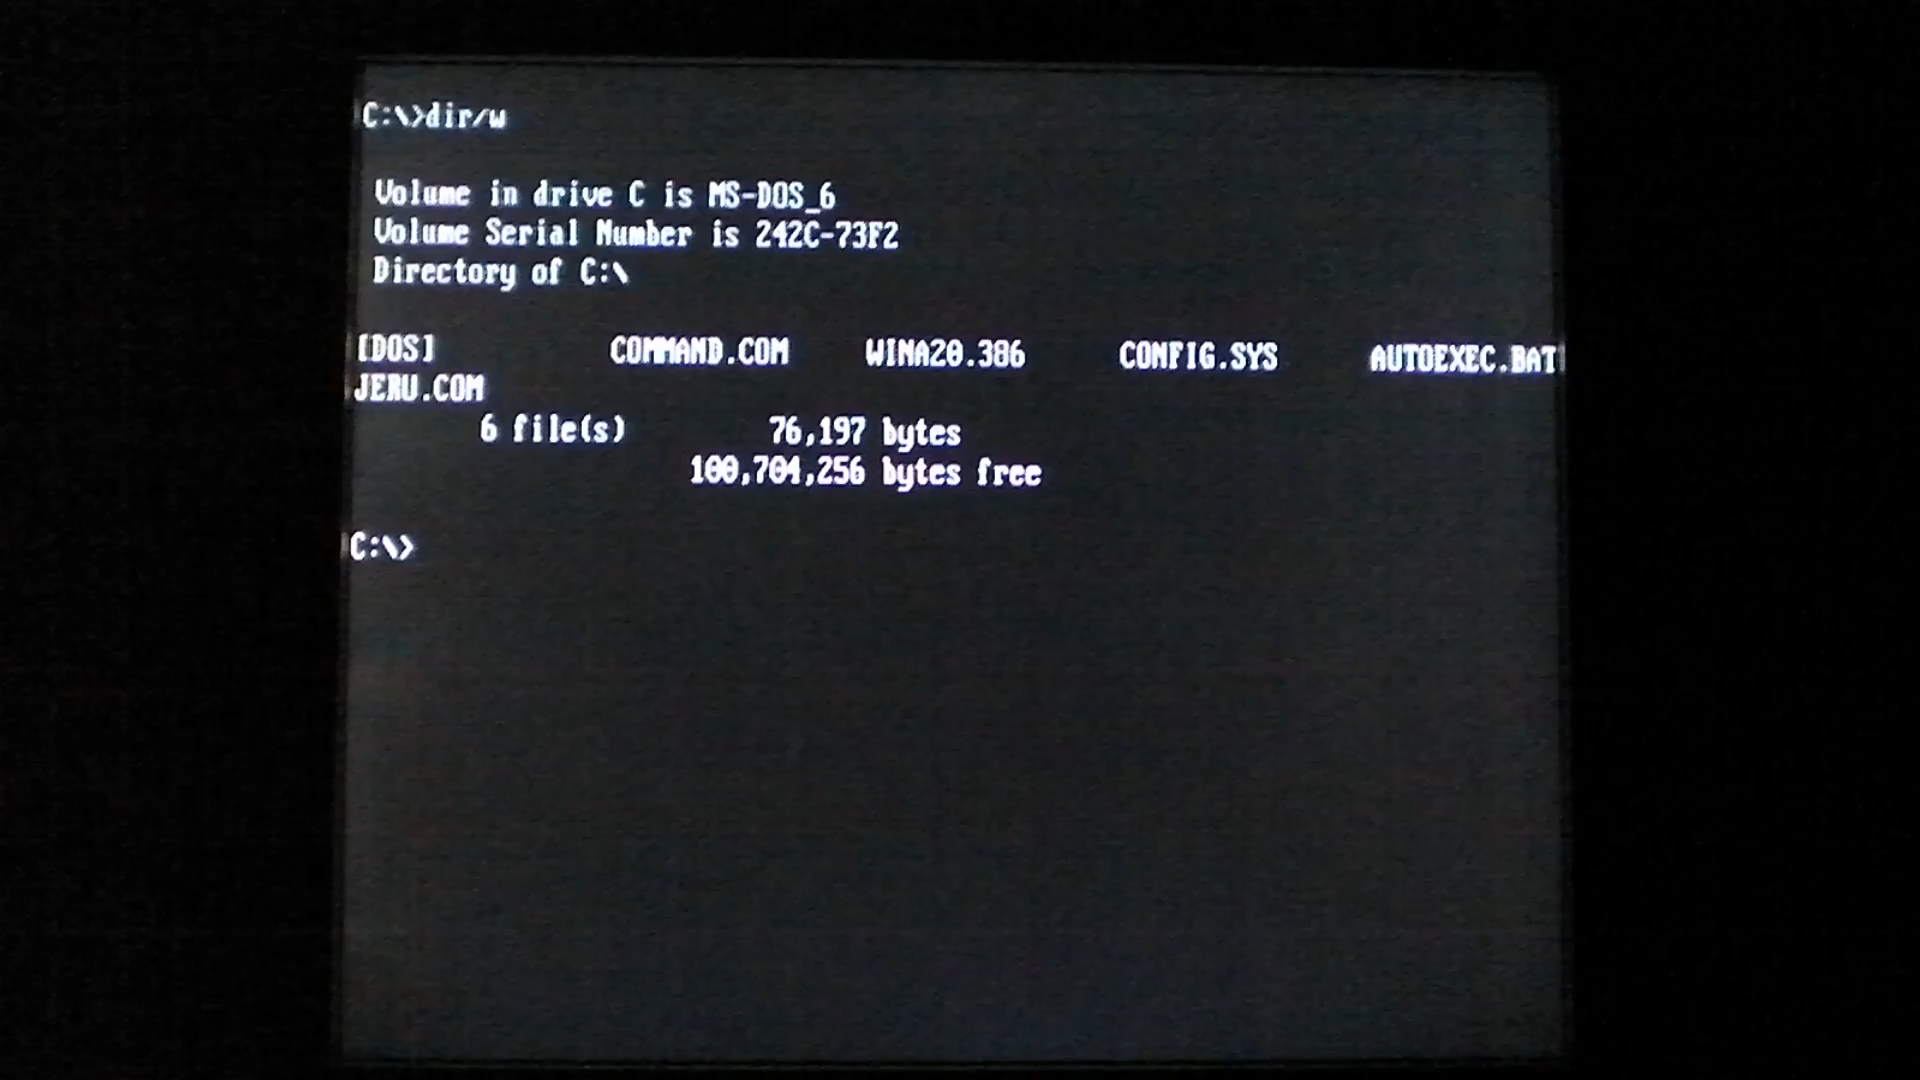 C:\>dir/w
Volume in drive C is MS-DOS_6
Volume Serial Number is 242C-73F2
Directory of C:\
[DOS] COMMAND.COM WINA20.386 CONFIG.SYS AUTOEXEC.BAT
JERU.COM
6 file(s) 76,197 bytes
100,704,256 bytes free
C:\>